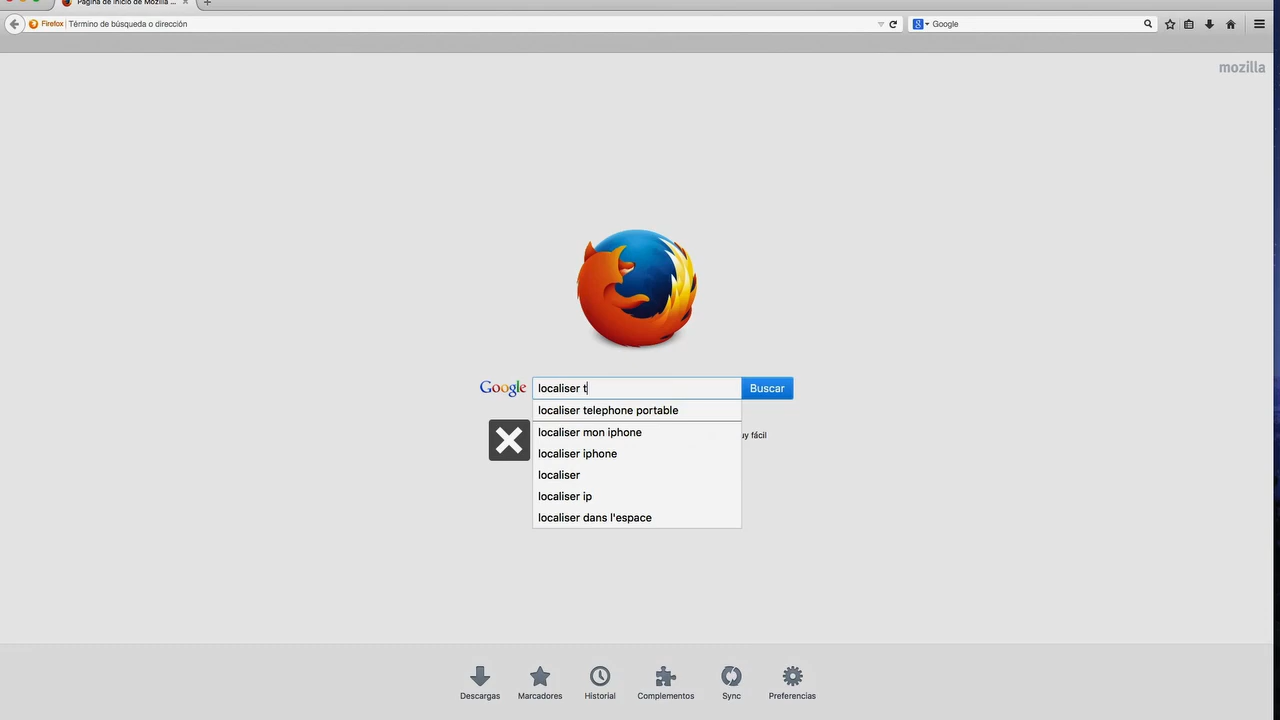 Página de inicio de Mozilla ...
Firefox Término de búsqueda o dirección
Google
mozilla
Google localiser t Buscar
localiser telephone portable
localiser mon iphone
uy fácil
localiser iphone
localiser
localiser ip
localiser dans l'espace
Descargas Marcadores Historial Complementos Sync Preferencias